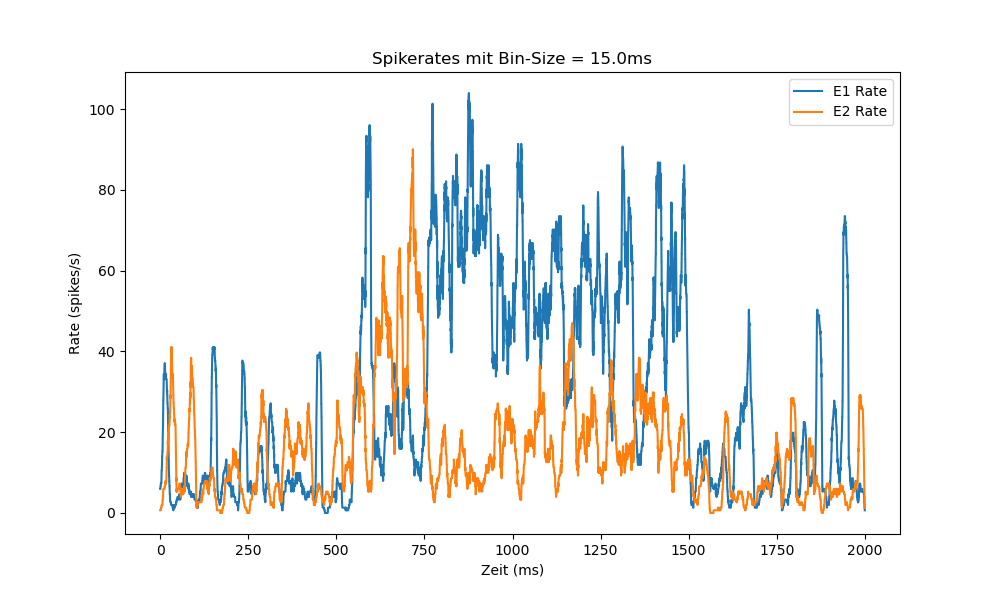 Spikerates mit Bin-Size = 15.0ms
E1 Rate
E2 Rate
100
80
60
40
20
0
Rate (spikes/s)
0 250 500 750 1000 1250 1500 1750 2000
Zeit (ms)